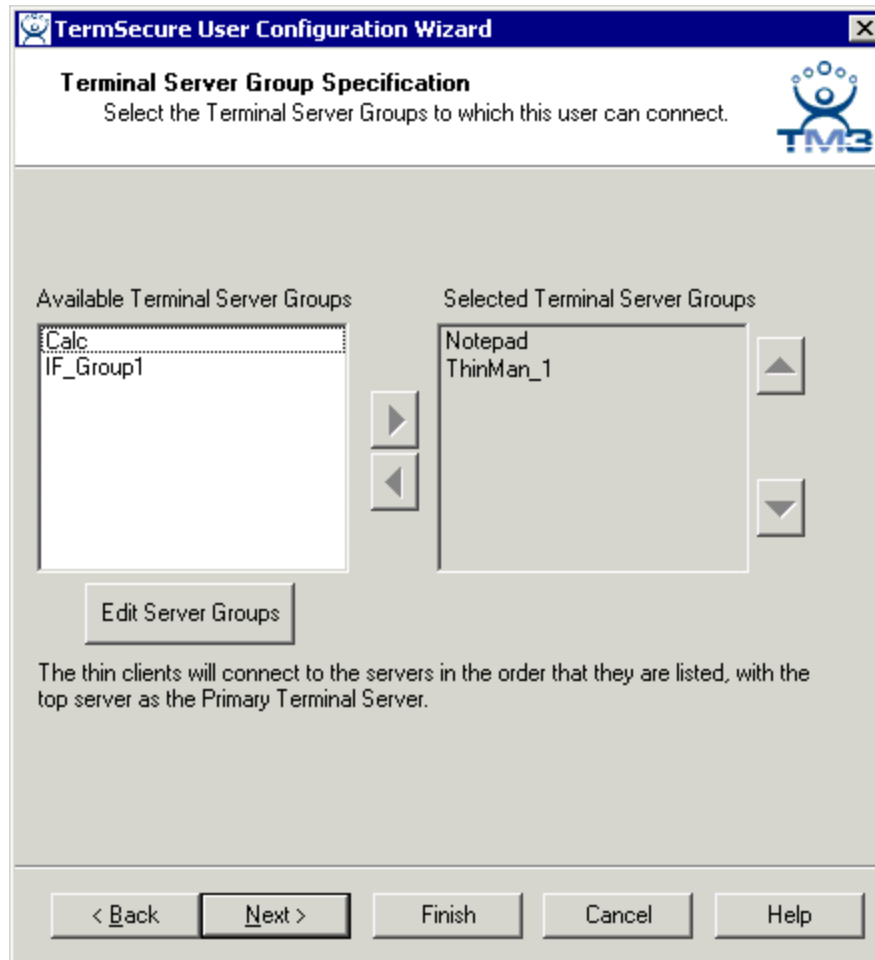 TermSecure User Configuration Wizard
Terminal Server Group Specification
Select the Terminal Server Groups to which this user can connect.
TM3
Available Terminal Server Groups
Selected Terminal Server Groups
Calc
IF_Group1
Notepad
ThinMan_1
Edit Server Groups
The thin clients will connect to the servers in the order that they are listed, with the
top server as the Primary Terminal Server.
< Back
Next >
Finish
Cancel
Help